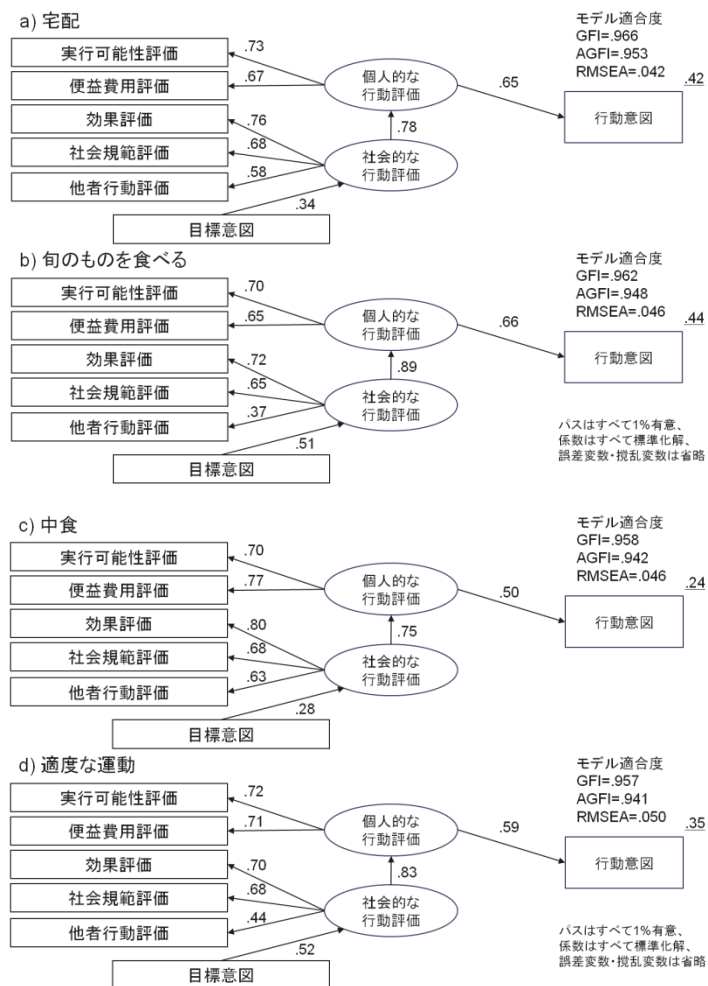 a) 宅配
モデル適合度
GFI=.966
AGFI=.953
RMSEA=.042
.42
実行可能性評価
便益費用評価
効果評価
社会規範評価
他者行動評価
目標意図
.73
.67
.76
.68
.58
.34
個人的な
行動評価
.78
社会的な
行動評価
.65
行動意図
b) 旬のものを食べる
モデル適合度
GFI=.962
AGFI=.948
RMSEA=.046
.44
実行可能性評価
便益費用評価
効果評価
社会規範評価
他者行動評価
目標意図
.70
.65
.72
.65
.37
.51
個人的な
行動評価
.89
社会的な
行動評価
.66
行動意図
パスはすべて1%有意、
係数はすべて標準化解、
誤差変数・撹乱変数は省略
c) 中食
モデル適合度
GFI=.958
AGFI=.942
RMSEA=.046
.24
実行可能性評価
便益費用評価
効果評価
社会規範評価
他者行動評価
目標意図
.70
.77
.80
.68
.63
.28
個人的な
行動評価
.75
社会的な
行動評価
.50
行動意図
d) 適度な運動
モデル適合度
GFI=.957
AGFI=.941
RMSEA=.050
.35
実行可能性評価
便益費用評価
効果評価
社会規範評価
他者行動評価
目標意図
.72
.71
.70
.68
.44
.52
個人的な
行動評価
.83
社会的な
行動評価
.59
行動意図
パスはすべて1%有意、
係数はすべて標準化解、
誤差変数・撹乱変数は省略